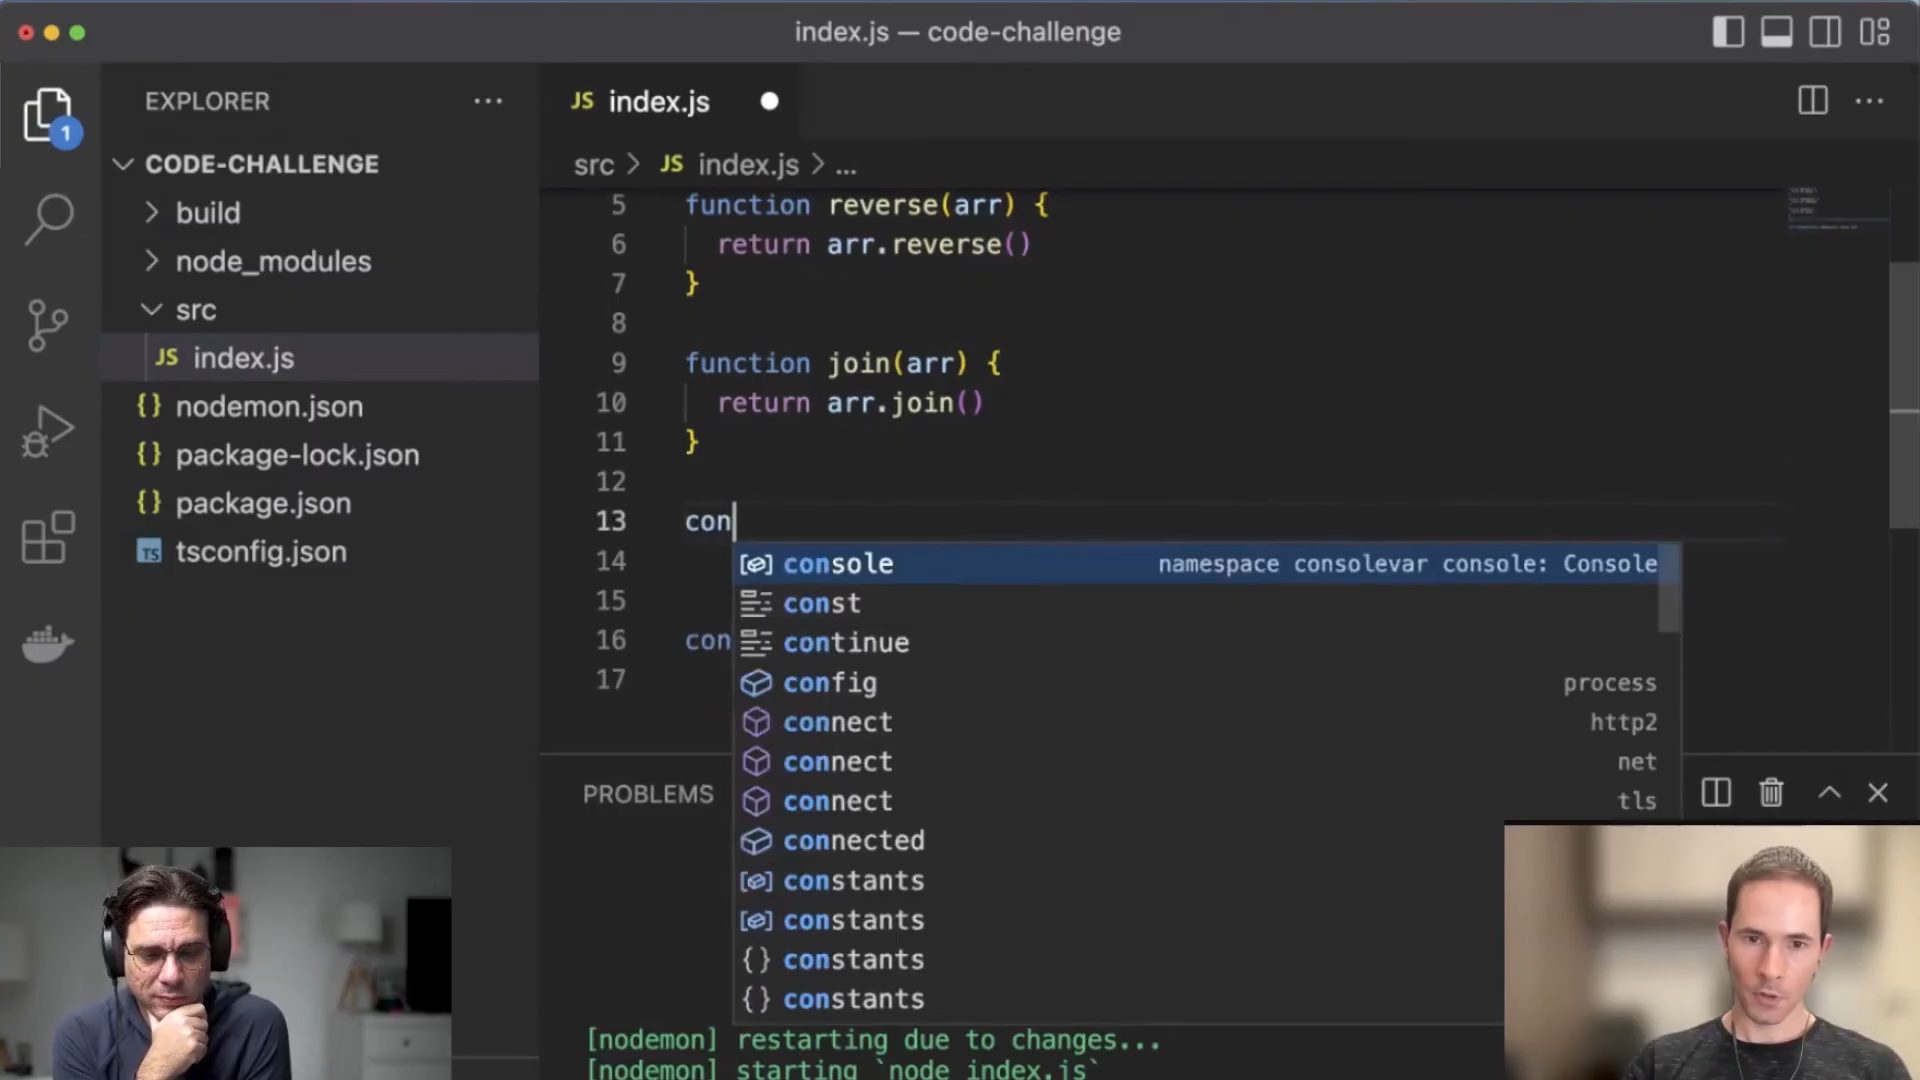 index.js — code-challenge
EXPLORER
CODE-CHALLENGE
build
node_modules
src
JS index.js
{} nodemon.json
{} package-lock.json
{} package.json
TS tsconfig.json
1
JS index.js
src > JS index.js > ...
5 function reverse(arr) {
6 return arr.reverse()
7 }
8
9 function join(arr) {
10 return arr.join()
11 }
12
13 con
14
15
16 con
17
console namespace consolevar console: Console
const
continue
config process
connect http2
connect net
connect tls
connected
constants
constants
{} constants
{} constants
PROBLEMS
[nodemon] restarting due to changes...
[nodemon] starting `node index.js`